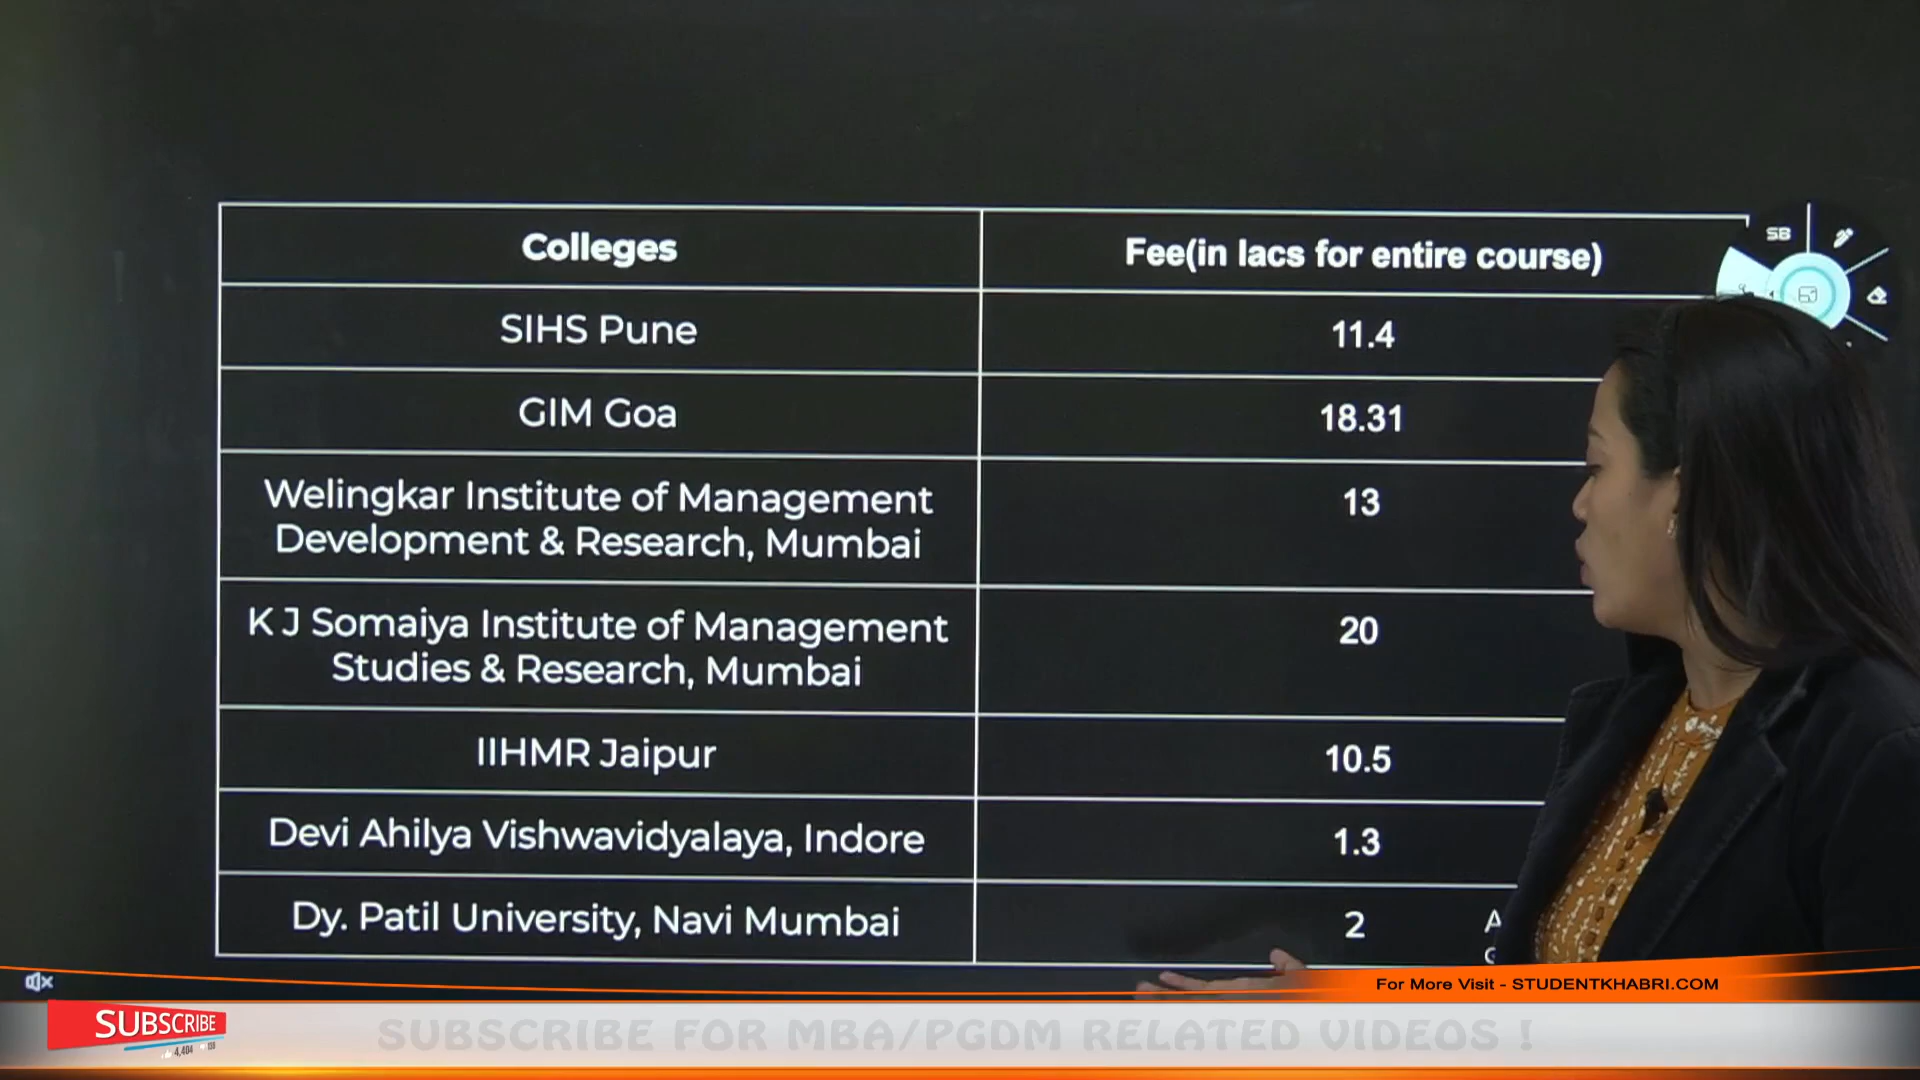 Colleges
Fee(in lacs for entire course)
SIHS Pune
11.4
GIM Goa
18.31
Welingkar Institute of Management
Development & Research, Mumbai
13
K J Somaiya Institute of Management
Studies & Research, Mumbai
20
IIHMR Jaipur
10.5
Devi Ahilya Vishwavidyalaya, Indore
1.3
Dy. Patil University, Navi Mumbai
2
SB
For More Visit - STUDENTKHABRI.COM
SUBSCRIBE
4,404
SUBSCRIBE FOR MBA/PGDM RELATED VIDEOS !